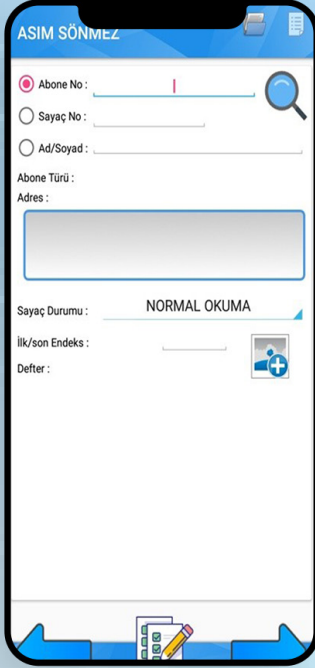 ASIM SÖNMEZ
Abone No :
Sayaç No :
Ad/Soyad :
Abone Türü :
Adres :
Sayaç Durumu : NORMAL OKUMA
İlk/son Endeks :
Defter :